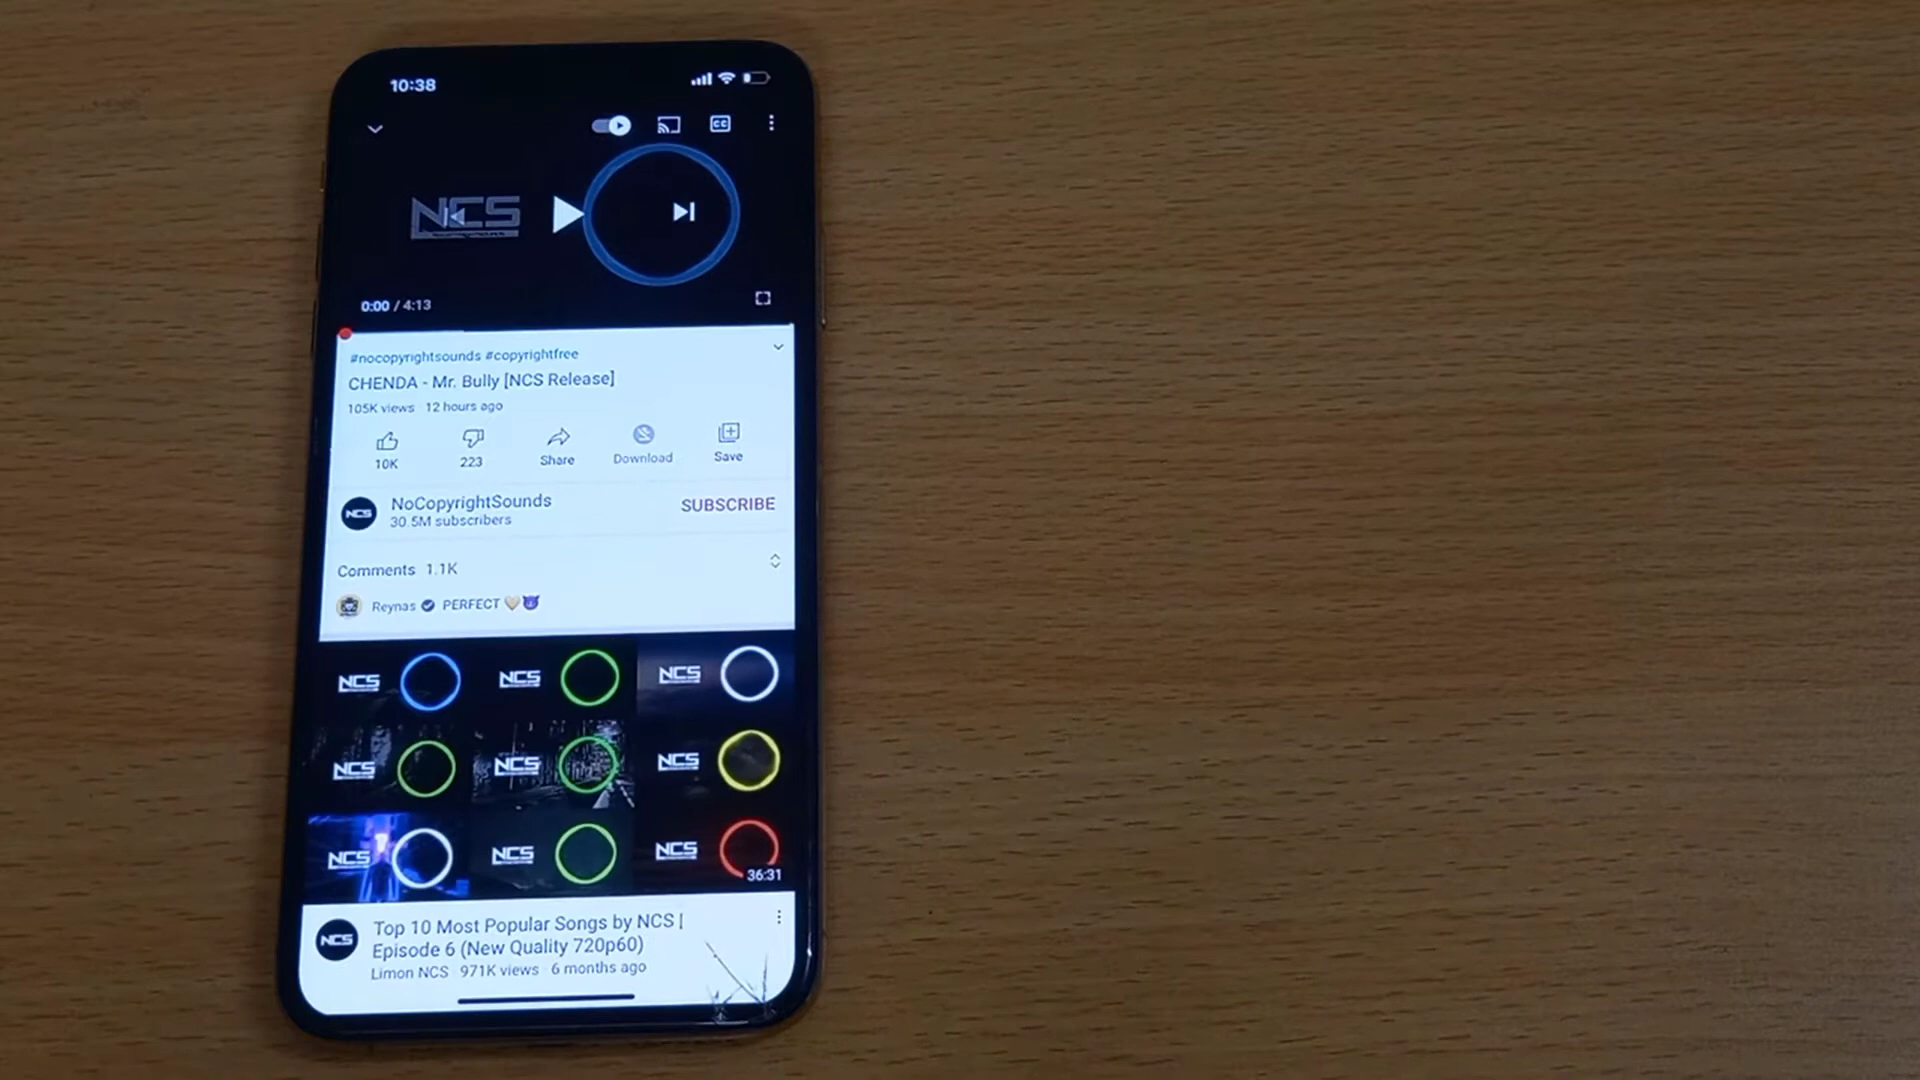 10:38
CC
NCS
0:00 / 4:13
#nocopyrightsounds #copyrightfree
CHENDA - Mr. Bully [NCS Release]
105K views · 12 hours ago
10K
223
Share
Download
Save
NCS
NoCopyrightSounds
30.5M subscribers
SUBSCRIBE
Comments 1.1K
Reynas PERFECT
NCS
NCS
NCS
NCS
NCS
NCS
NCS
NCS
NCS
36:31
NCS
Top 10 Most Popular Songs by NCS |
Episode 6 (New Quality 720p60)
Limon NCS · 971K views · 6 months ago